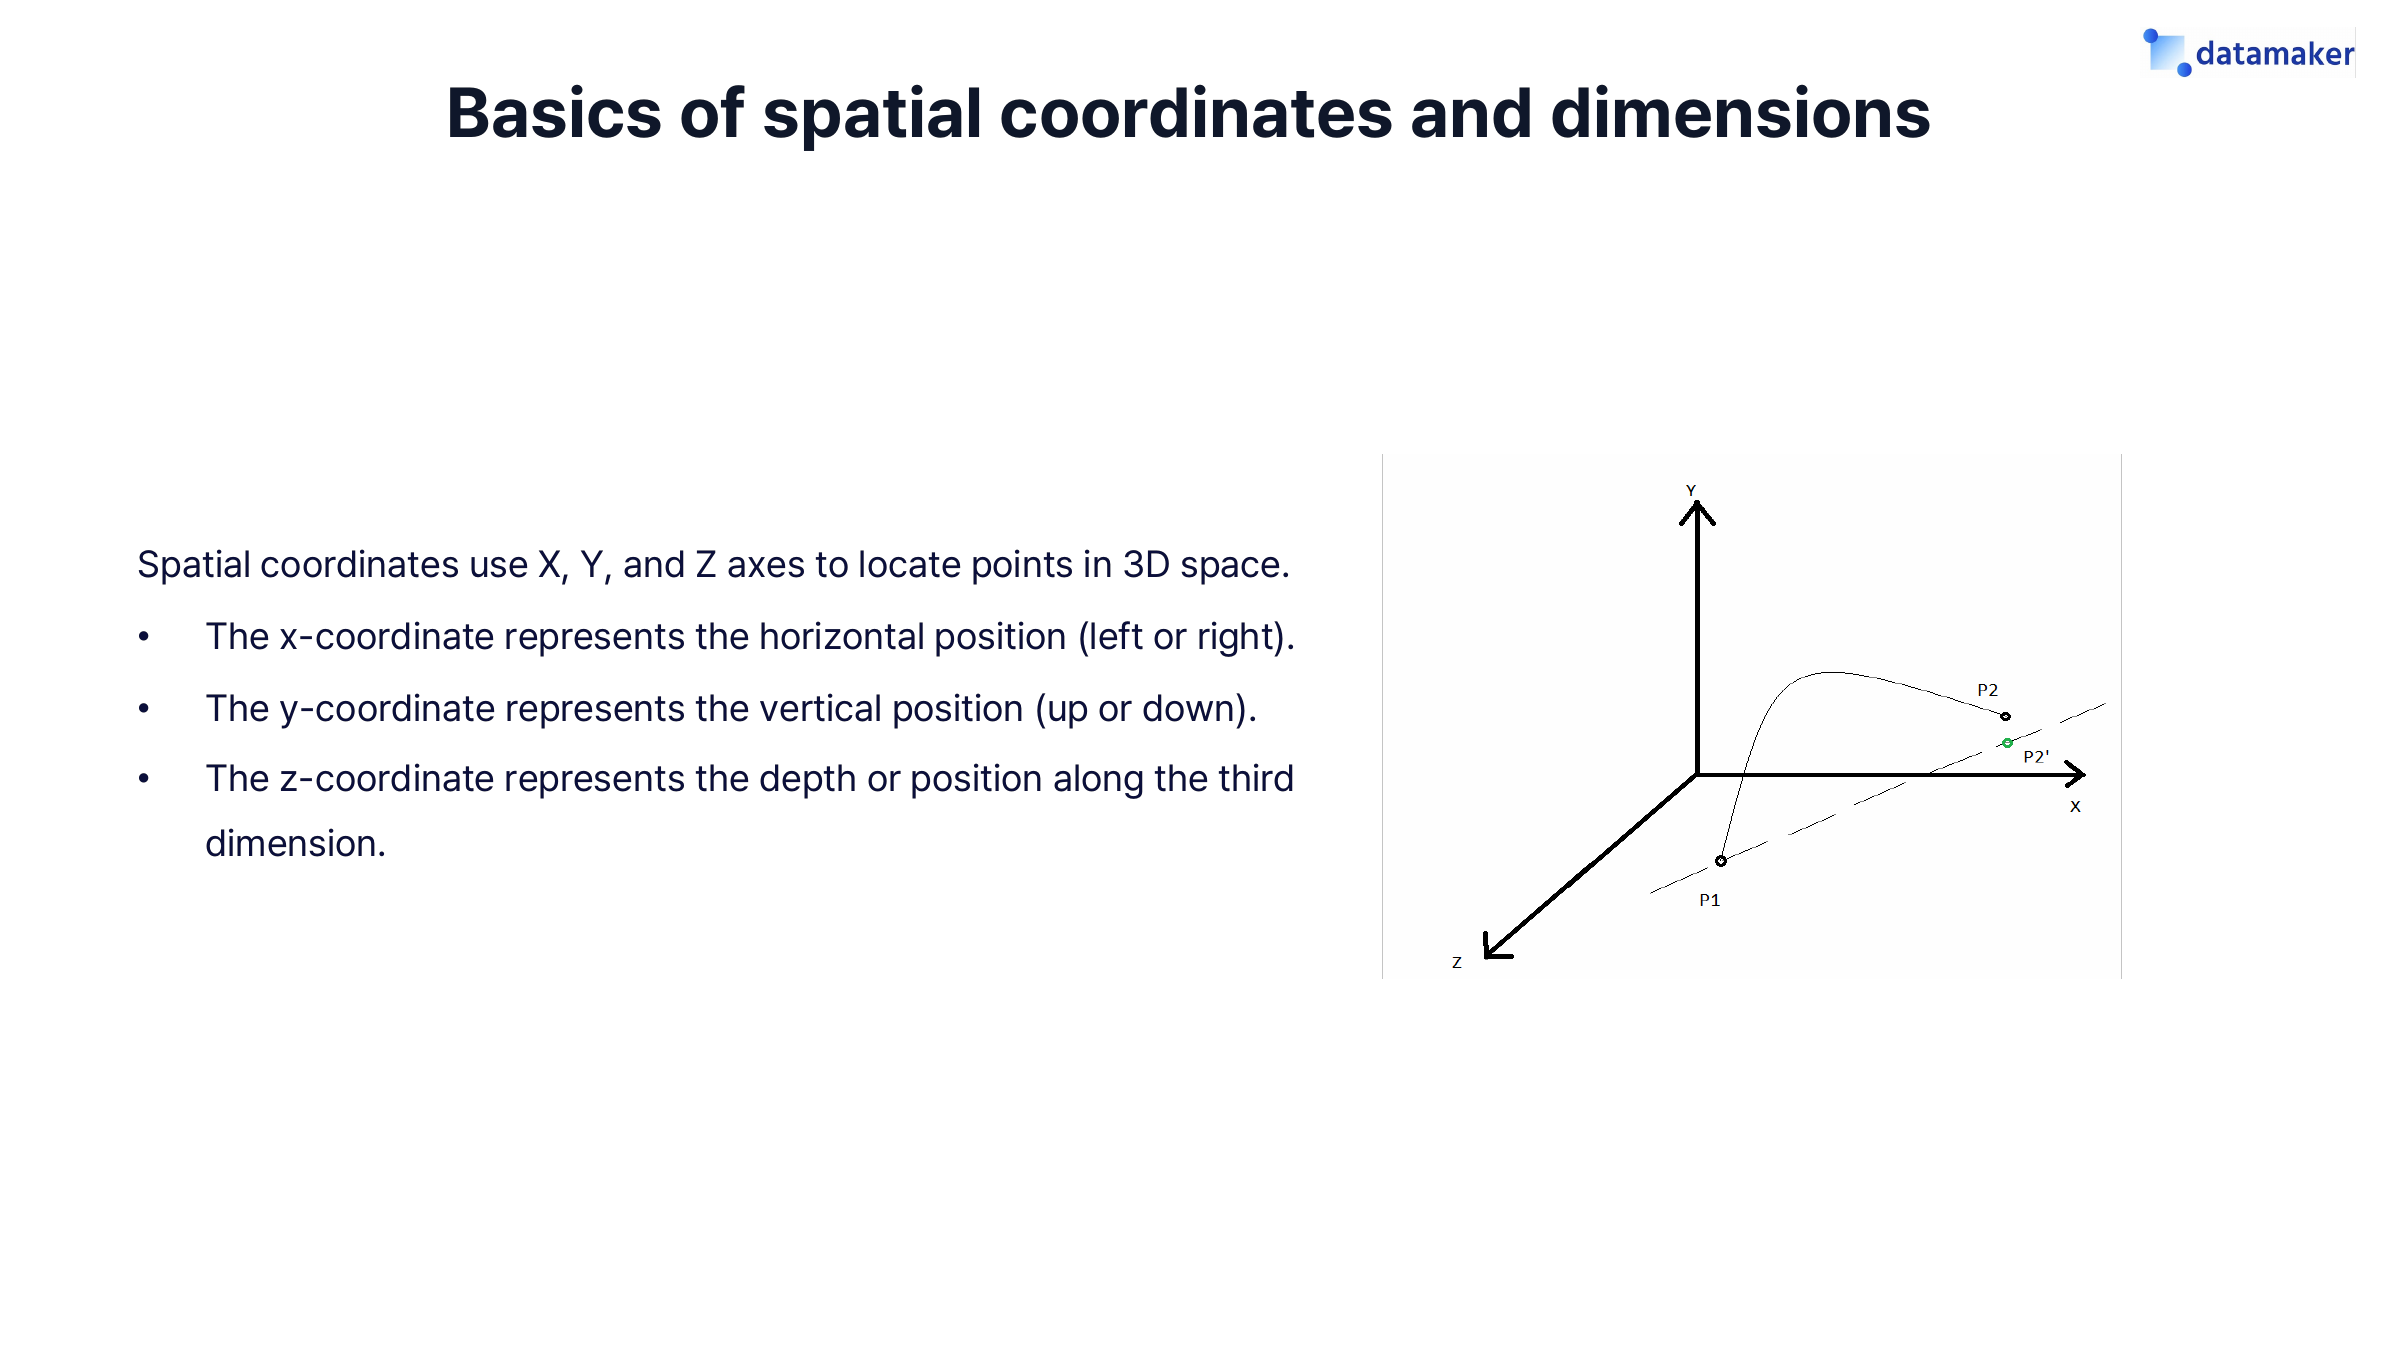 datamaker
Basics of spatial coordinates and dimensions
Spatial coordinates use X, Y, and Z axes to locate points in 3D space.
• The x-coordinate represents the horizontal position (left or right).
• The y-coordinate represents the vertical position (up or down).
• The z-coordinate represents the depth or position along the third
dimension.
Y
P2
P2'
X
P1
Z